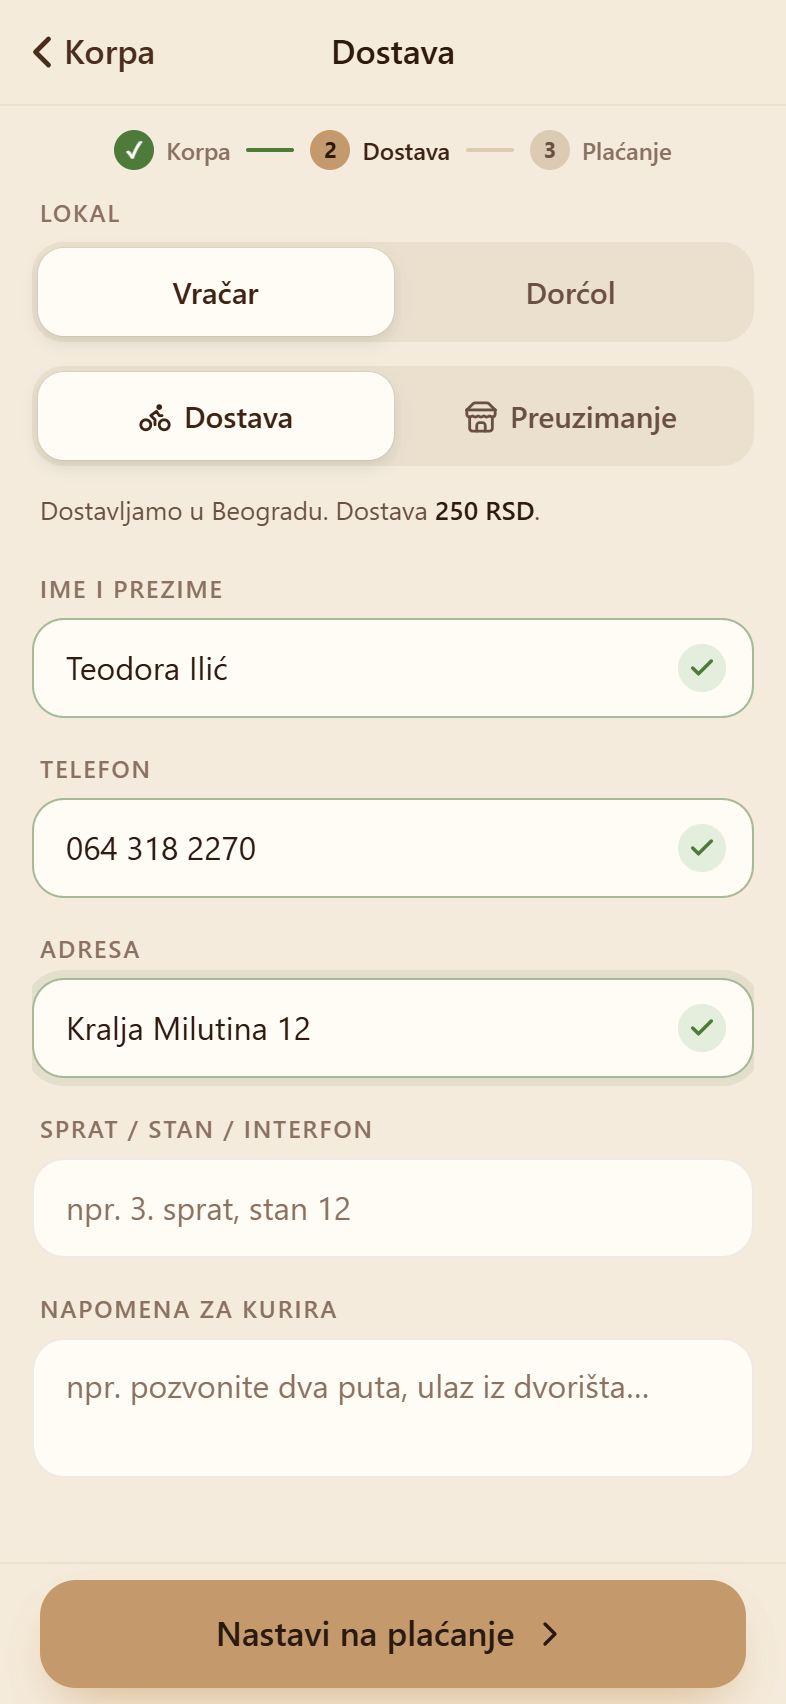 Korpa Dostava
Korpa 2 Dostava 3 Plaćanje
LOKAL
Vračar Dorćol
Dostava Preuzimanje
Dostavljamo u Beogradu. Dostava 250 RSD.
IME I PREZIME
Teodora Ilić
TELEFON
064 318 2270
ADRESA
Kralja Milutina 12
SPRAT / STAN / INTERFON
npr. 3. sprat, stan 12
NAPOMENA ZA KURIRA
npr. pozvonite dva puta, ulaz iz dvorišta...
Nastavi na plaćanje